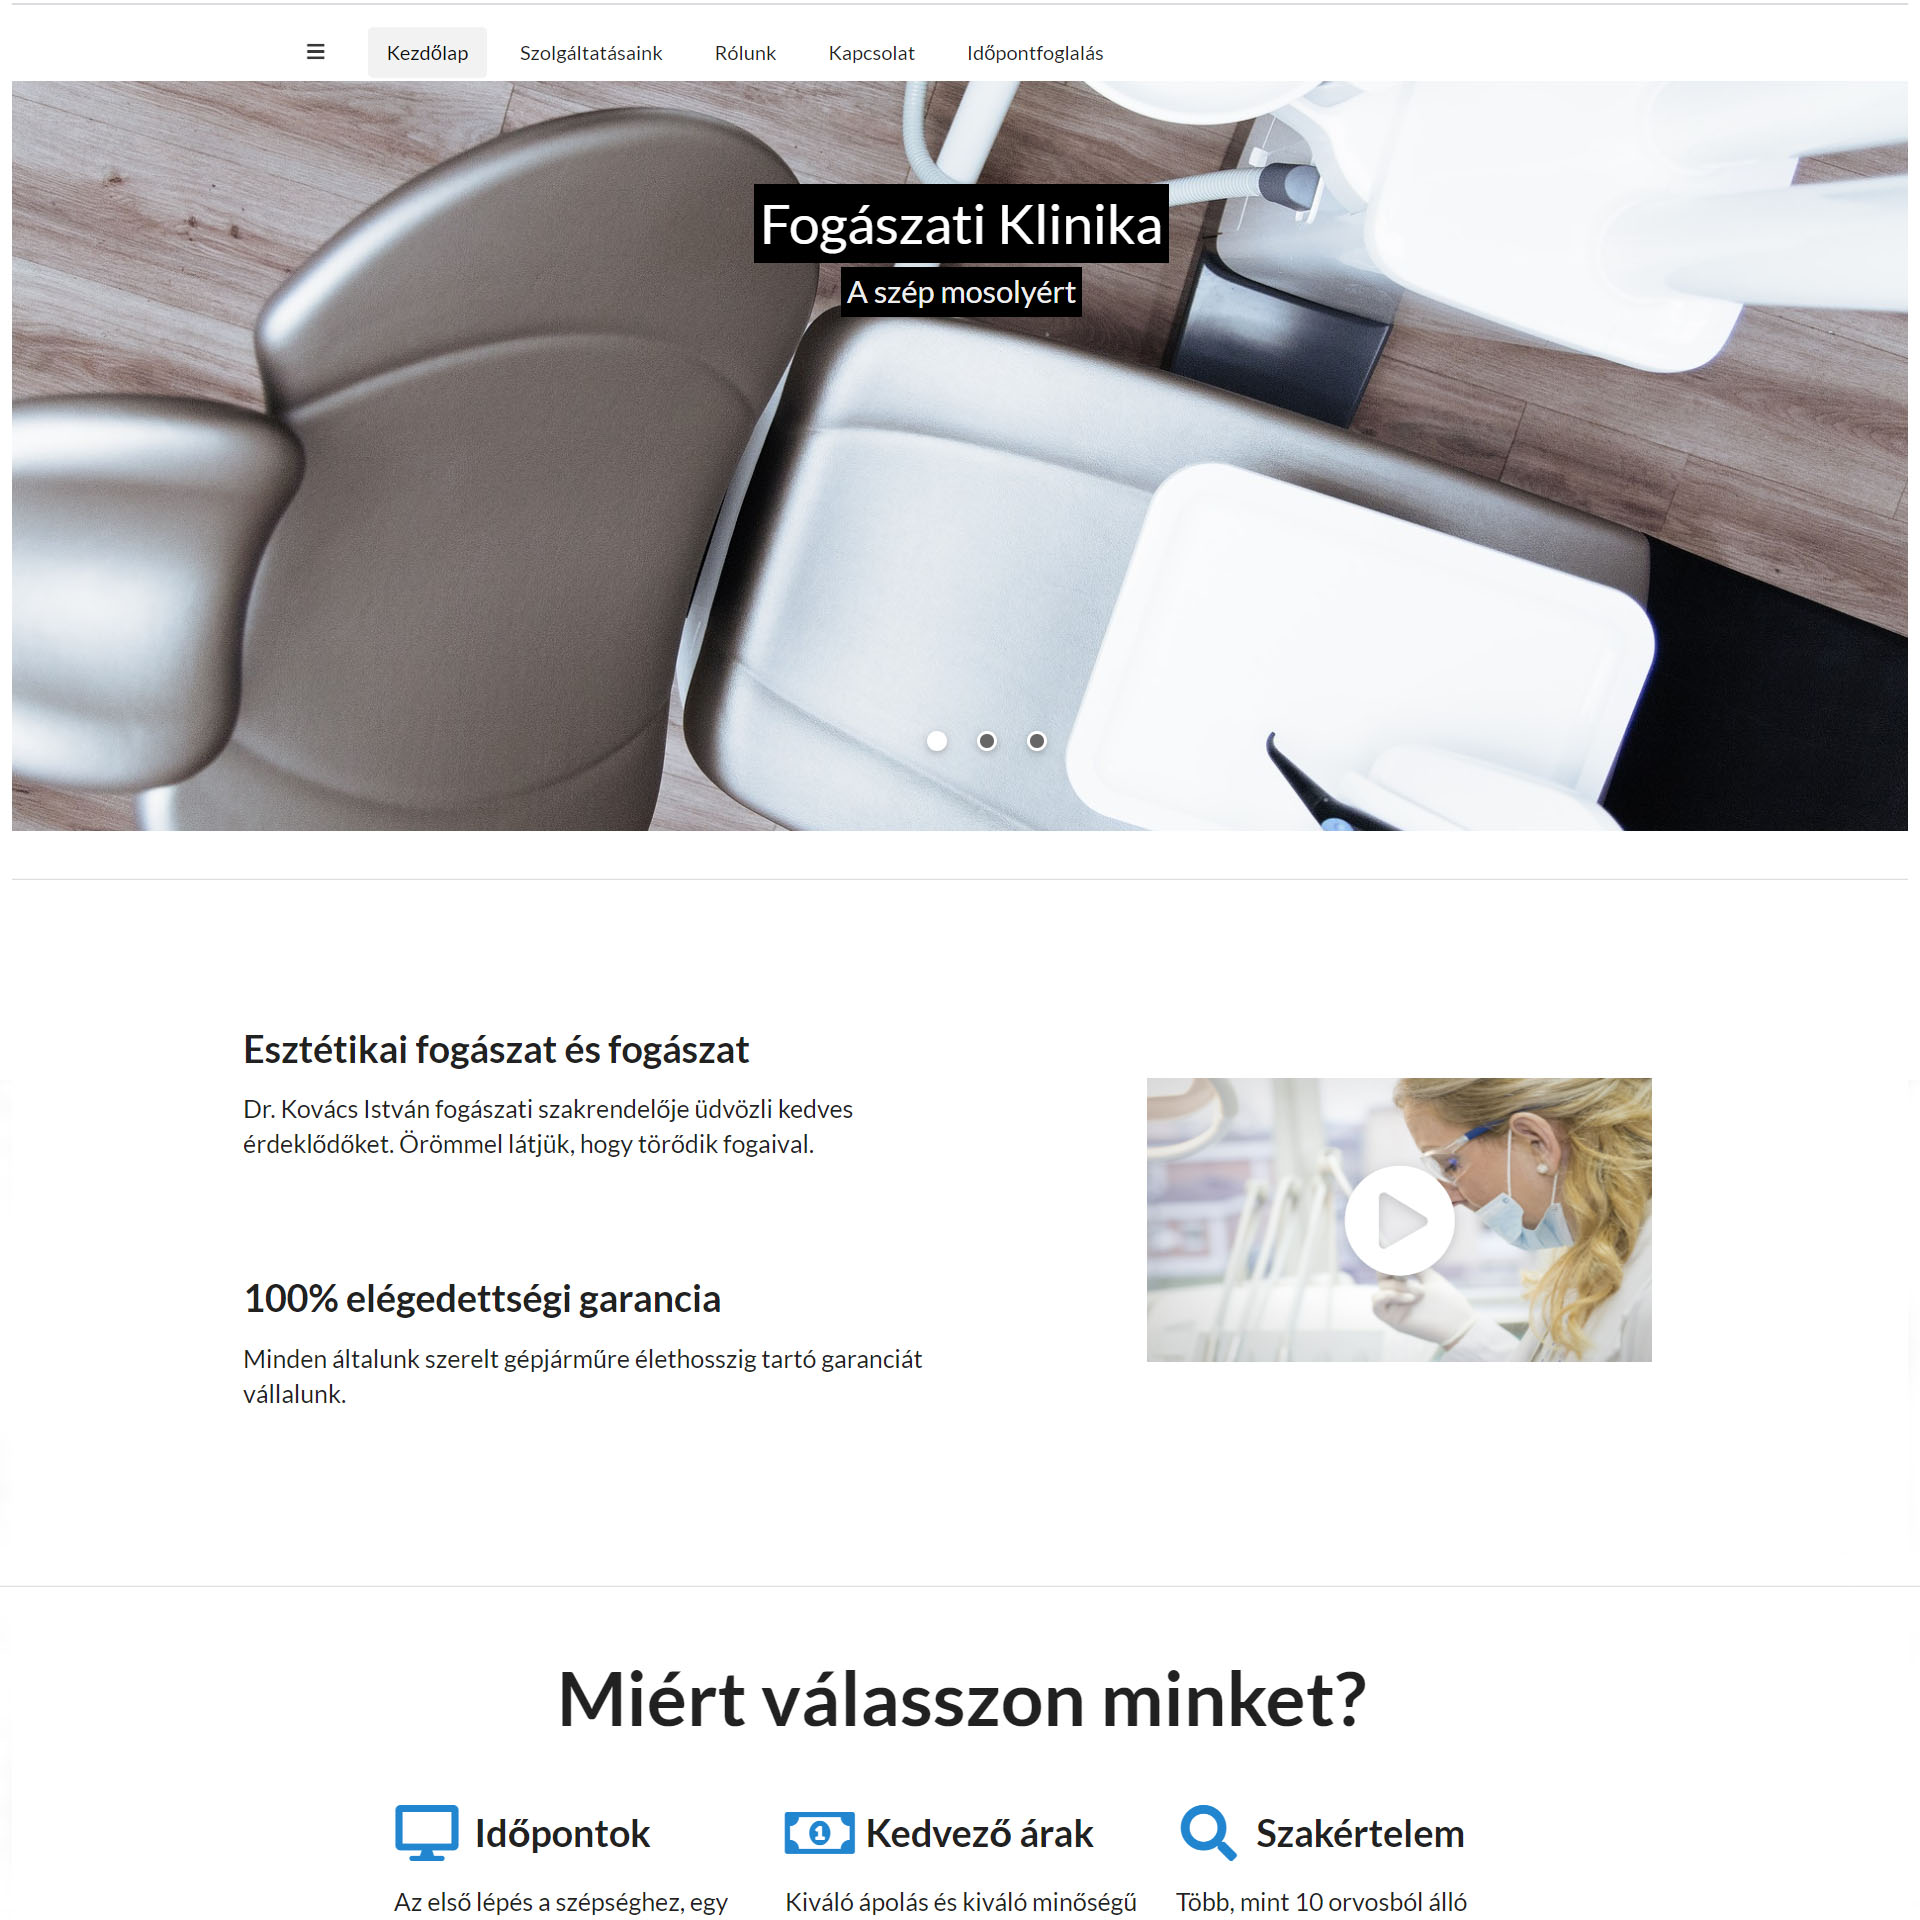 Kezdőlap Szolgáltatásaink Rólunk Kapcsolat Időpontfoglalás
Fogászati Klinika
A szép mosolyért
Esztétikai fogászat és fogászat
Dr. Kovács István fogászati szakrendelője üdvözli kedves
érdeklődőket. Örömmel látjük, hogy törődik fogaival.
100% elégedettségi garancia
Minden általunk szerelt gépjárműre élethosszig tartó garanciát
vállalunk.
Miért válasszon minket?
Időpontok
Az első lépés a szépséghez, egy
1
Kedvező árak
Kiváló ápolás és kiváló minőségű
Szakértelem
Több, mint 10 orvosból álló